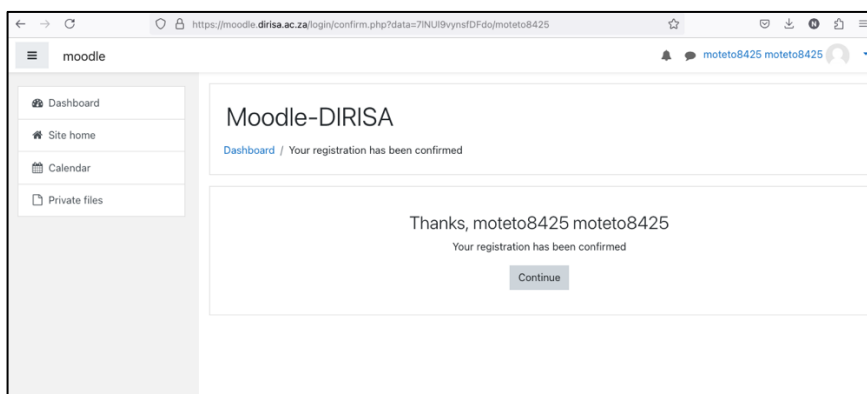 https://moodle.dirisa.ac.za/login/confirm.php?data=7lNUl9vynsfDFdo/moteto8425
N
moodle
moteto8425 moteto8425
Dashboard
Site home
Calendar
Private files
Moodle-DIRISA
Dashboard / Your registration has been confirmed
Thanks, moteto8425 moteto8425
Your registration has been confirmed
Continue